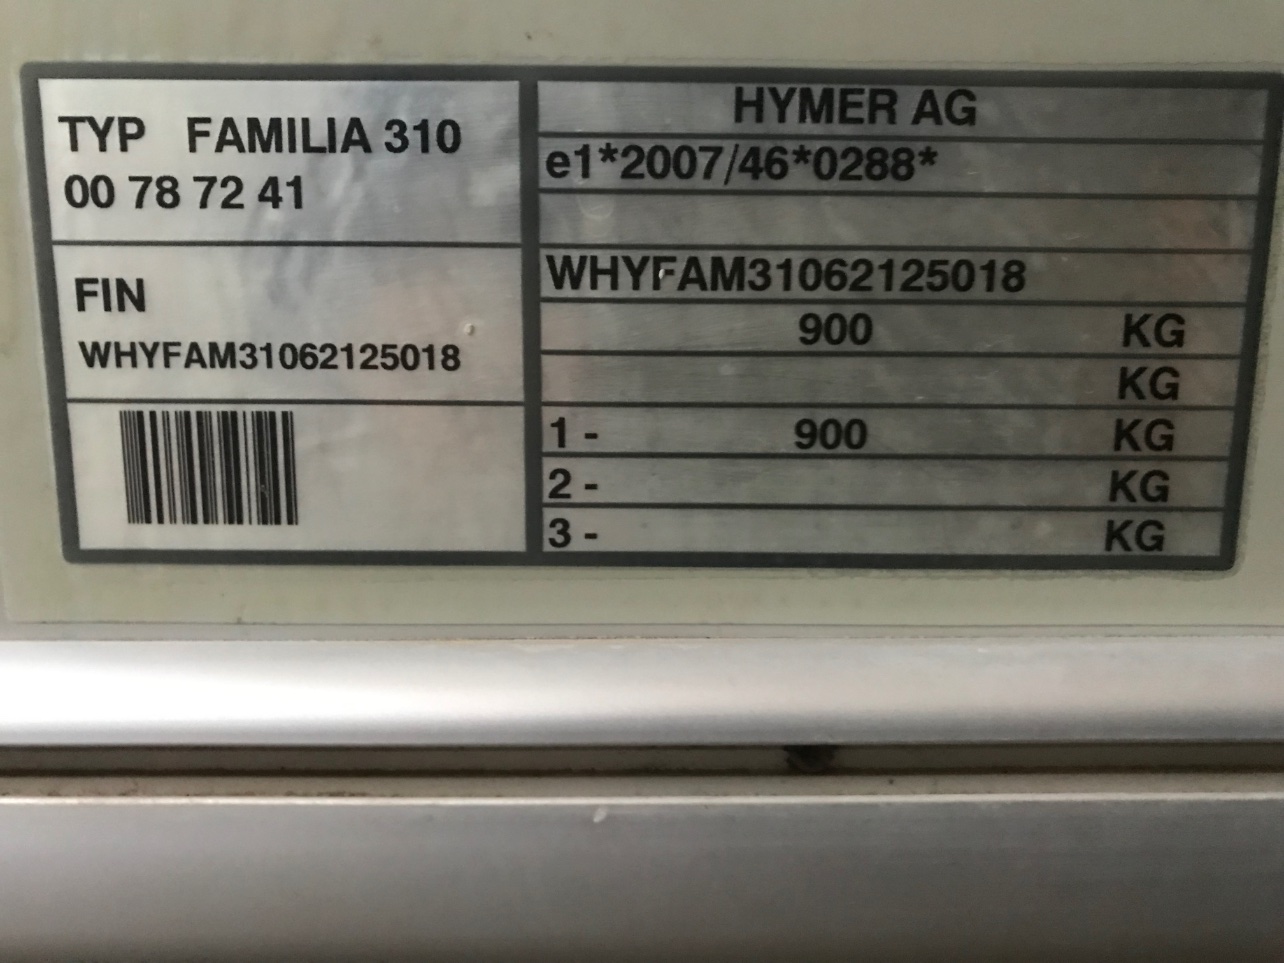 TYP FAMILIA 310
00 78 72 41
FIN
WHYFAM31062125018
HYMER AG
e1*2007/46*0288*
WHYFAM31062125018
900 KG
KG
1 - 900 KG
2 - KG
3 - KG